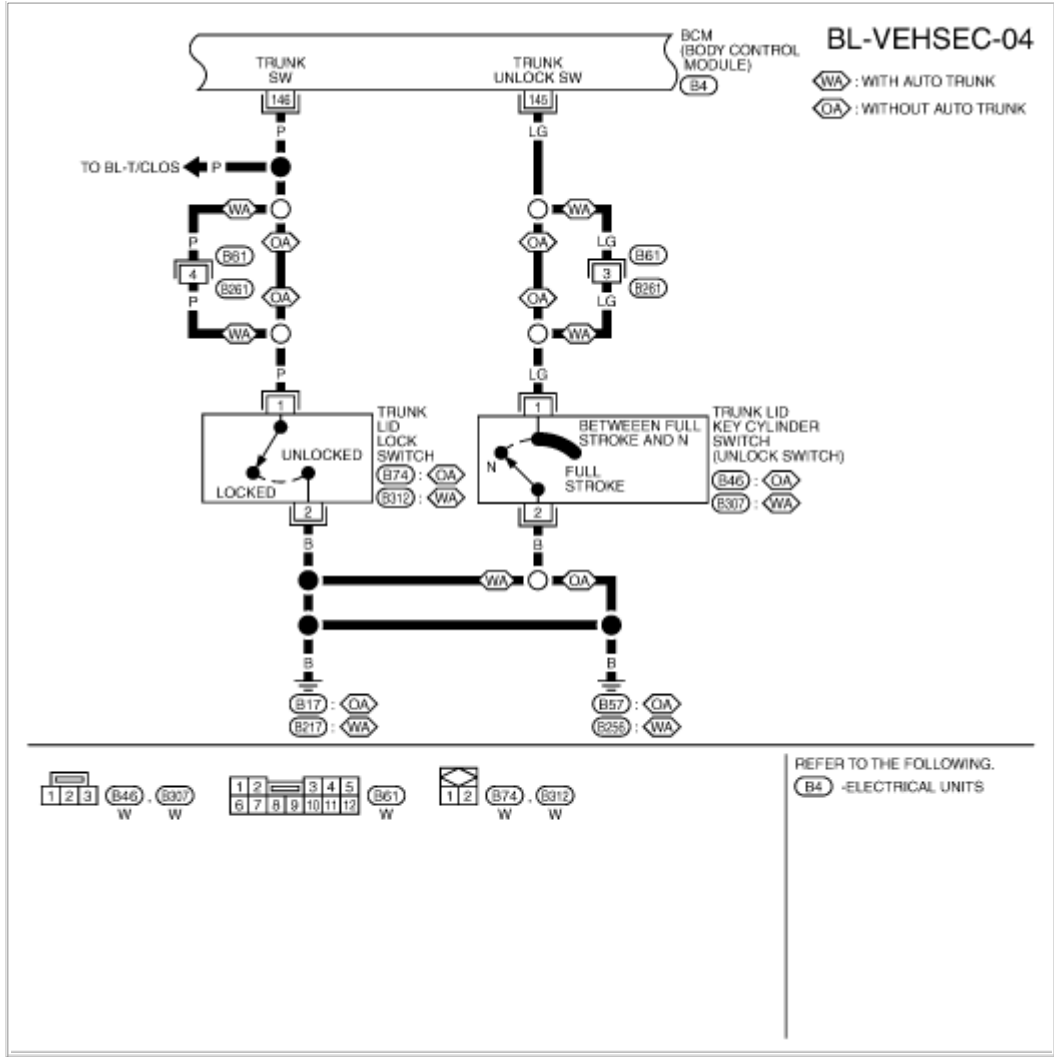 BL-VEHSEC-04
WA : WITH AUTO TRUNK
OA : WITHOUT AUTO TRUNK
BCM
(BODY CONTROL
MODULE)
B4
TRUNK
SW
TRUNK
UNLOCK SW
146
145
P
LG
TO BL-T/CLOS P
WA
WA
OA
OA
P
LG
B61
B61
4
3
B261
B261
P
LG
OA
OA
WA
WA
P
LG
1
1
TRUNK
LID
LOCK
SWITCH
B74 : OA
B312 : WA
UNLOCKED
LOCKED
BETWEEEN FULL
STROKE AND N
N
FULL
STROKE
TRUNK LID
KEY CYLINDER
SWITCH
(UNLOCK SWITCH)
B46 : OA
B307 : WA
2
2
B
B
WA
OA
B
B
B17 : OA
B217 : WA
B57 : OA
B256 : WA
1 2 3
B46 , B307
W W
1 2 3 4 5
6 7 8 9 10 11 12
B61
W
1 2
B74 , B312
W W
REFER TO THE FOLLOWING.
B4 -ELECTRICAL UNITS